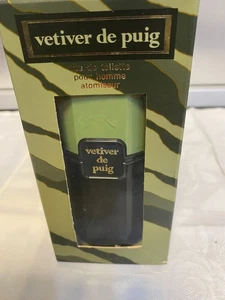 vetiver de puig
eau de toilette
pour homme
atomiseur
vetiver
de
puig